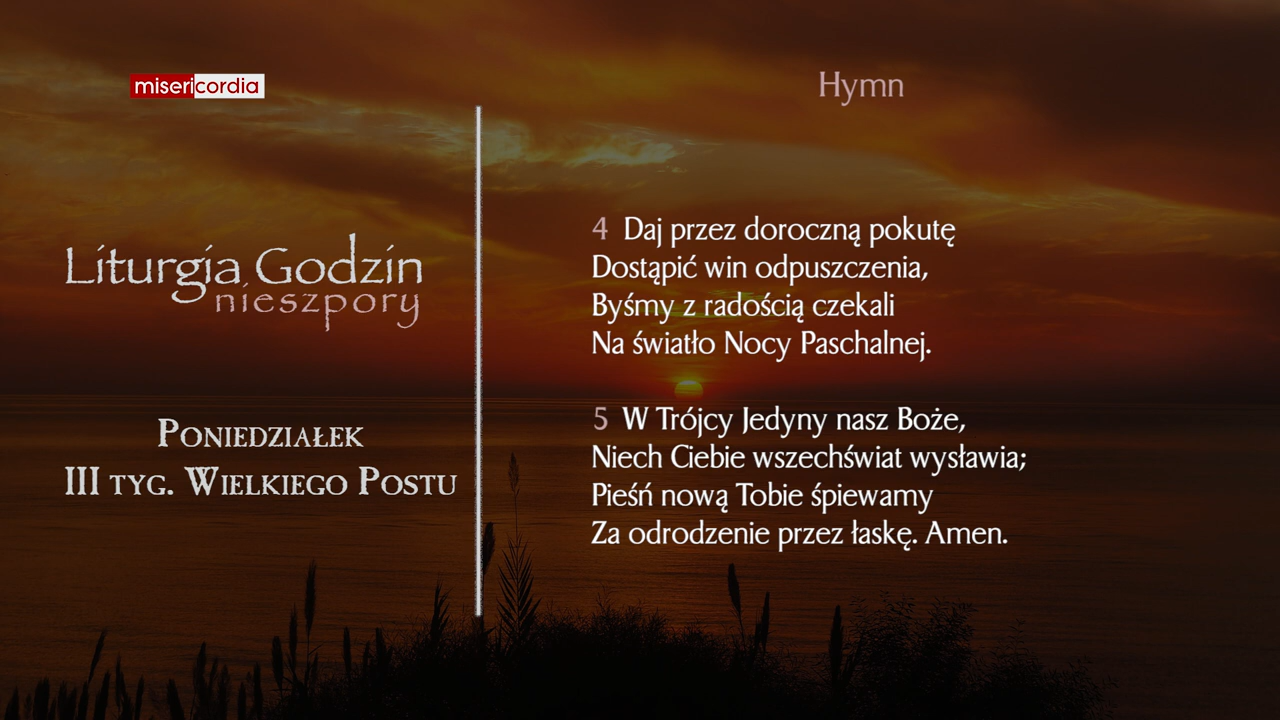 misericordia
Liturgia Godzin
nieszpory
Poniedziałek
III tyg. Wielkiego Postu
Hymn
4 Daj przez doroczną pokutę
Dostąpić win odpuszczenia,
Byśmy z radością czekali
Na światło Nocy Paschalnej.
5 W Trójcy Jedyny nasz Boże,
Niech Ciebie wszechświat wysławia;
Pieśń nową Tobie śpiewamy
Za odrodzenie przez łaskę. Amen.